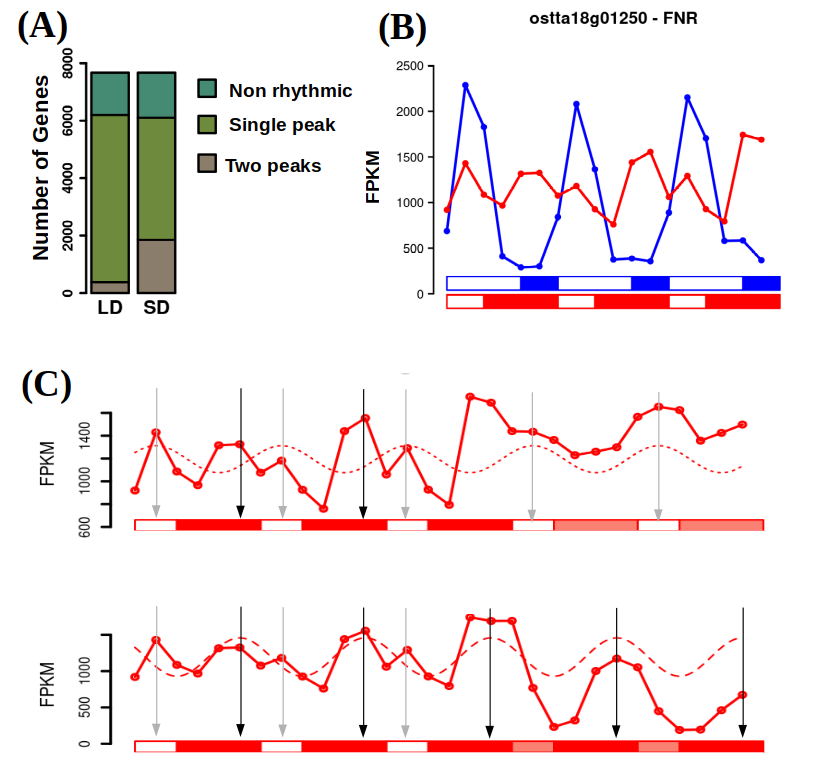 (A)
Number of Genes
0
2000
4000
6000
8000
LD
SD
Non rhythmic
Single peak
Two peaks
(B)
ostta18g01250 - FNR
FPKM
2500
2000
1500
1000
500
0
(C)
FPKM
1400
1000
600
FPKM
1000
500
0